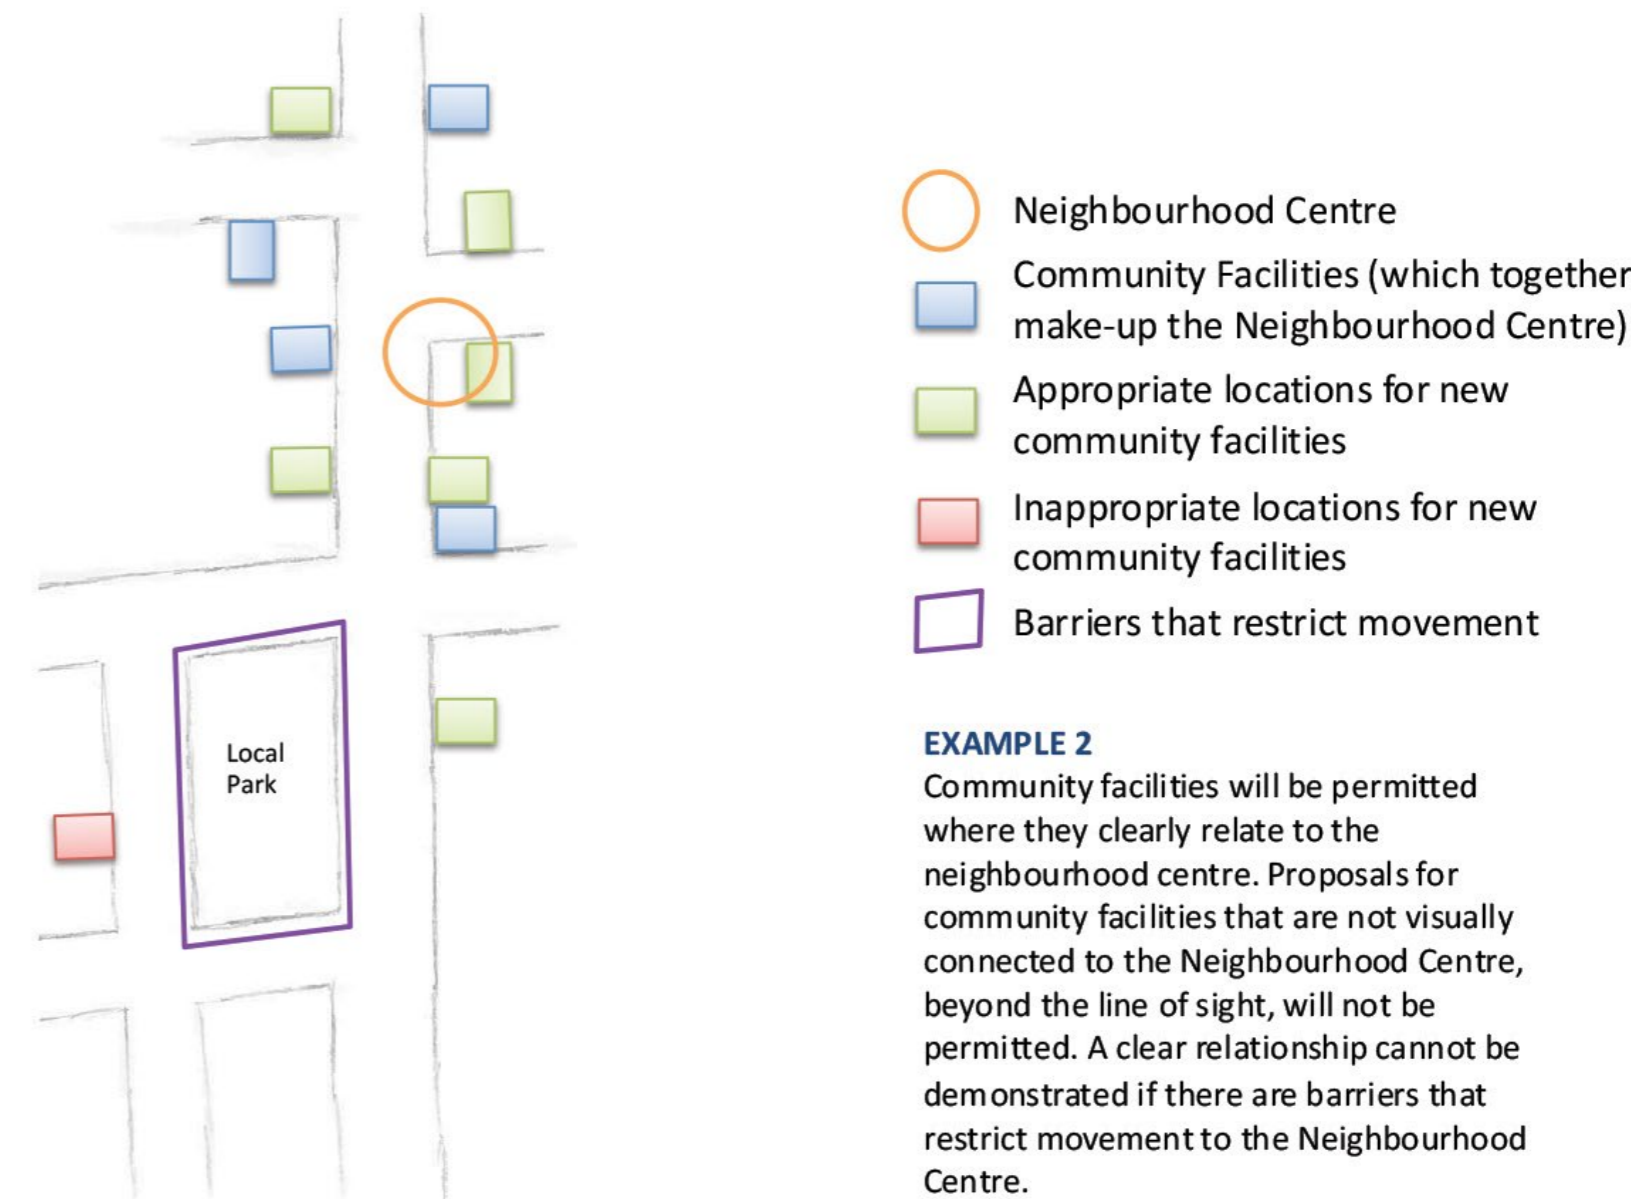 Neighbourhood Centre
Community Facilities (which together
make-up the Neighbourhood Centre)
Appropriate locations for new
community facilities
Inappropriate locations for new
community facilities
Barriers that restrict movement
Local
Park
EXAMPLE 2
Community facilities will be permitted
where they clearly relate to the
neighbourhood centre. Proposals for
community facilities that are not visually
connected to the Neighbourhood Centre,
beyond the line of sight, will not be
permitted. A clear relationship cannot be
demonstrated if there are barriers that
restrict movement to the Neighbourhood
Centre.